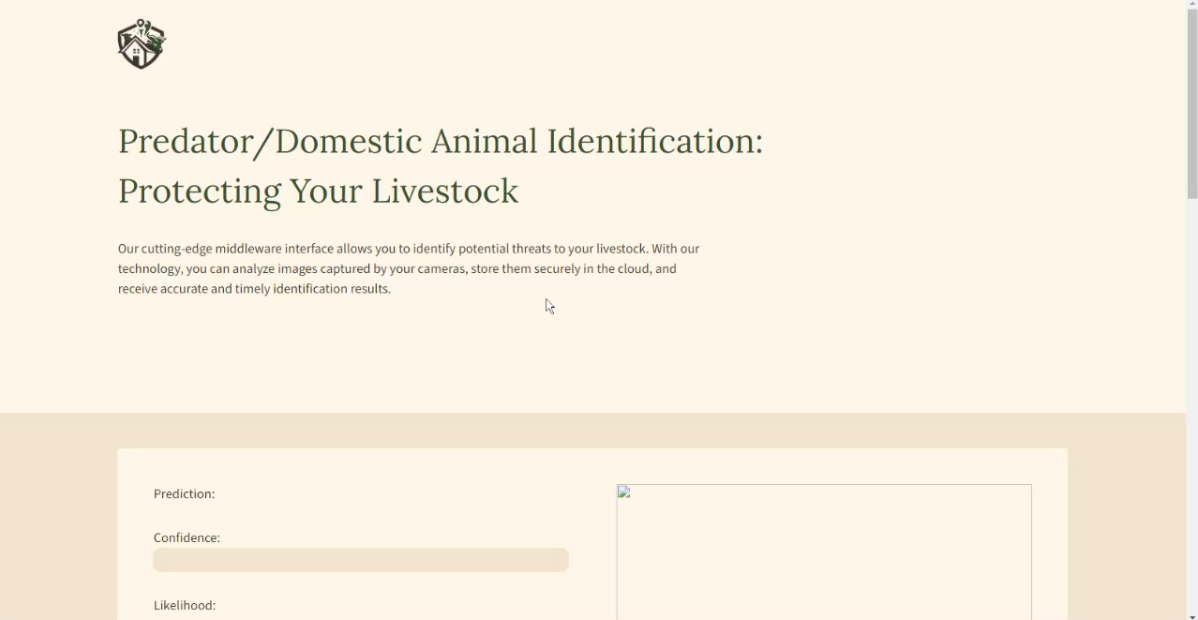 Predator/Domestic Animal Identification:
Protecting Your Livestock
Our cutting-edge middleware interface allows you to identify potential threats to your livestock. With our
technology, you can analyze images captured by your cameras, store them securely in the cloud, and
receive accurate and timely identification results.
Prediction:
Confidence:
Likelihood: